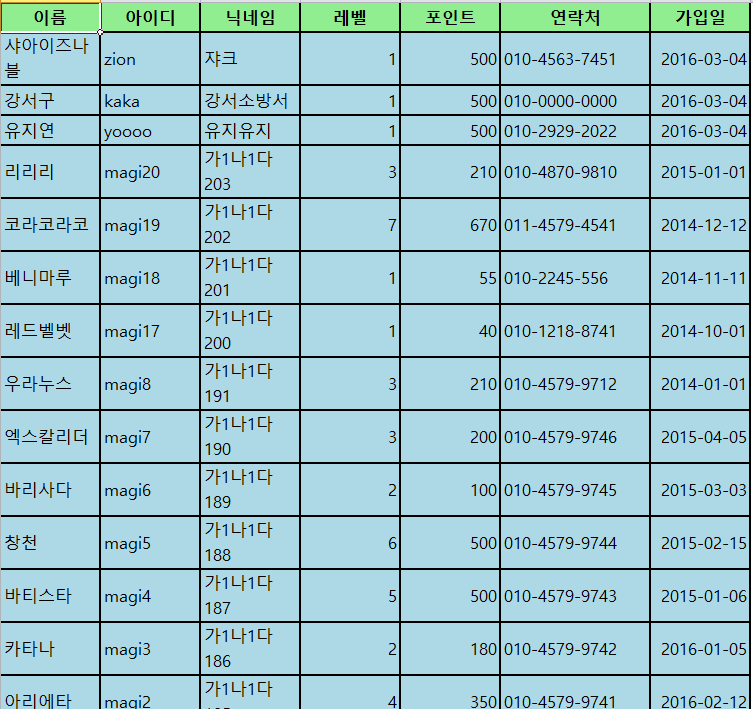 이름 아이디 닉네임 레벨 포인트 연락처 가입일
샤아이즈나
블 zion 쟈크 1 500 010-4563-7451 2016-03-04
강서구 kaka 강서소방서 1 500 010-0000-0000 2016-03-04
유지연 yoooo 유지유지 1 500 010-2929-2022 2016-03-04
리리리 magi20 가1나1다
203 3 210 010-4870-9810 2015-01-01
코라코라코 magi19 가1나1다
202 7 670 011-4579-4541 2014-12-12
베니마루 magi18 가1나1다
201 1 55 010-2245-556 2014-11-11
레드벨벳 magi17 가1나1다
200 1 40 010-1218-8741 2014-10-01
우라누스 magi8 가1나1다
191 3 210 010-4579-9712 2014-01-01
엑스칼리더 magi7 가1나1다
190 3 200 010-4579-9746 2015-04-05
바리사다 magi6 가1나1다
189 2 100 010-4579-9745 2015-03-03
창천 magi5 가1나1다
188 6 500 010-4579-9744 2015-02-15
바티스타 magi4 가1나1다
187 5 500 010-4579-9743 2015-01-06
카타나 magi3 가1나1다
186 2 180 010-4579-9742 2016-01-05
아리에타 magi2 가1나1다
4 350 010-4579-9741 2016-02-12